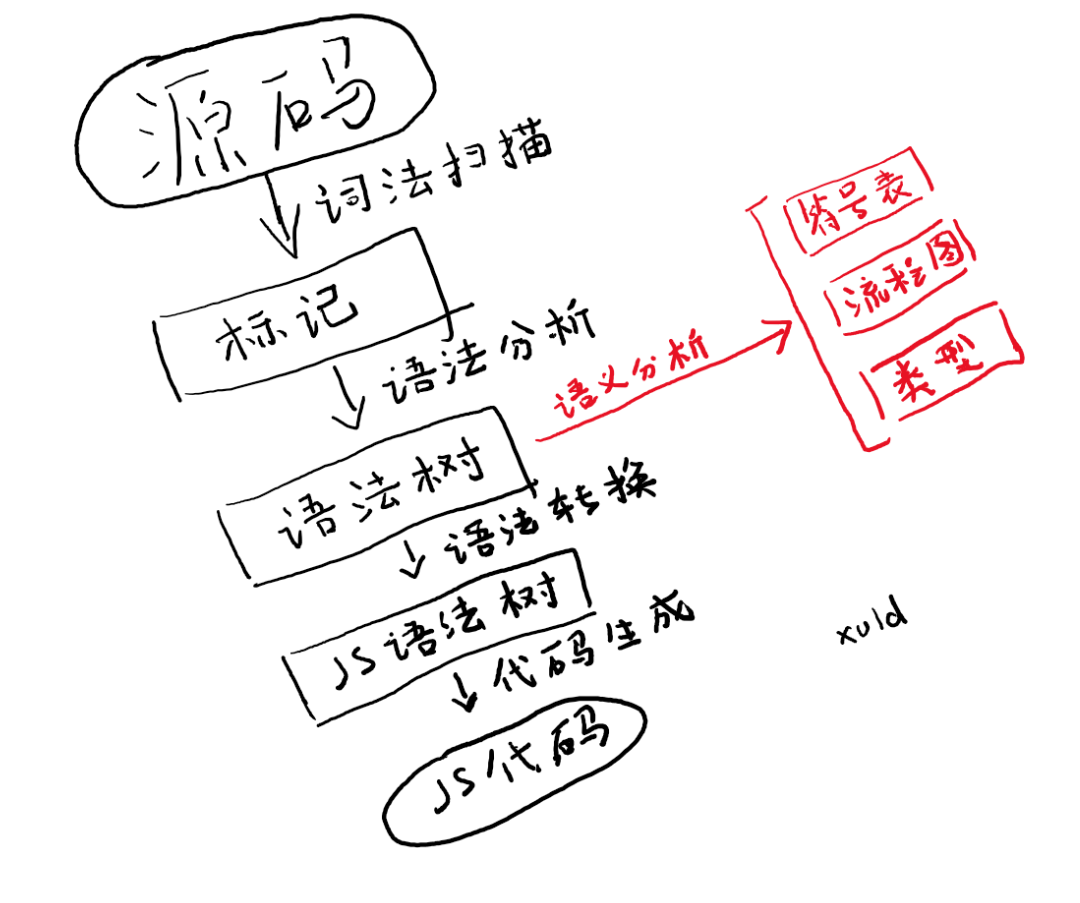 源码
词法扫描
标记
语法分析
语法树
语义分析
符号表
流程图
类型
语法转换
JS语法树
代码生成
JS代码
xuld